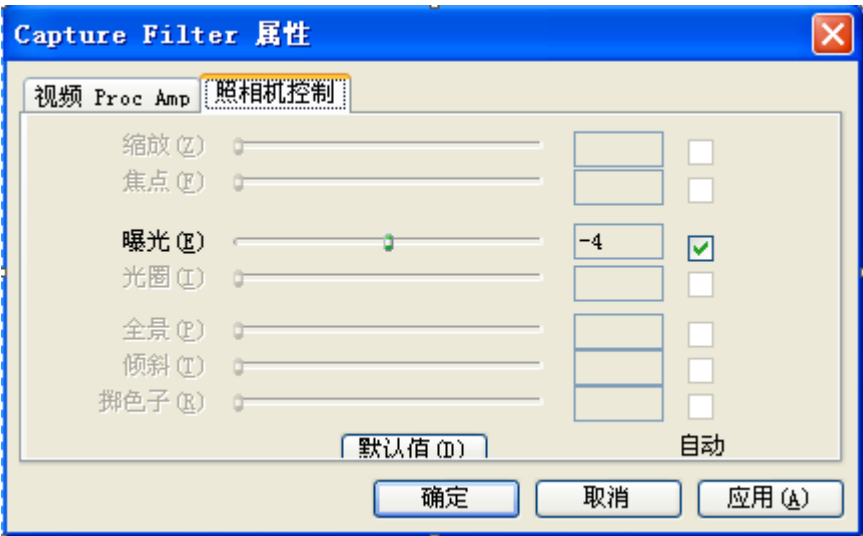 Capture Filter 属性
视频 Proc Amp 照相机控制
缩放(Z)
焦点(F)
曝光(E) -4
光圈(I)
全景(P)
倾斜(T)
掷色子(R)
默认值(D) 自动
确定 取消 应用(A)